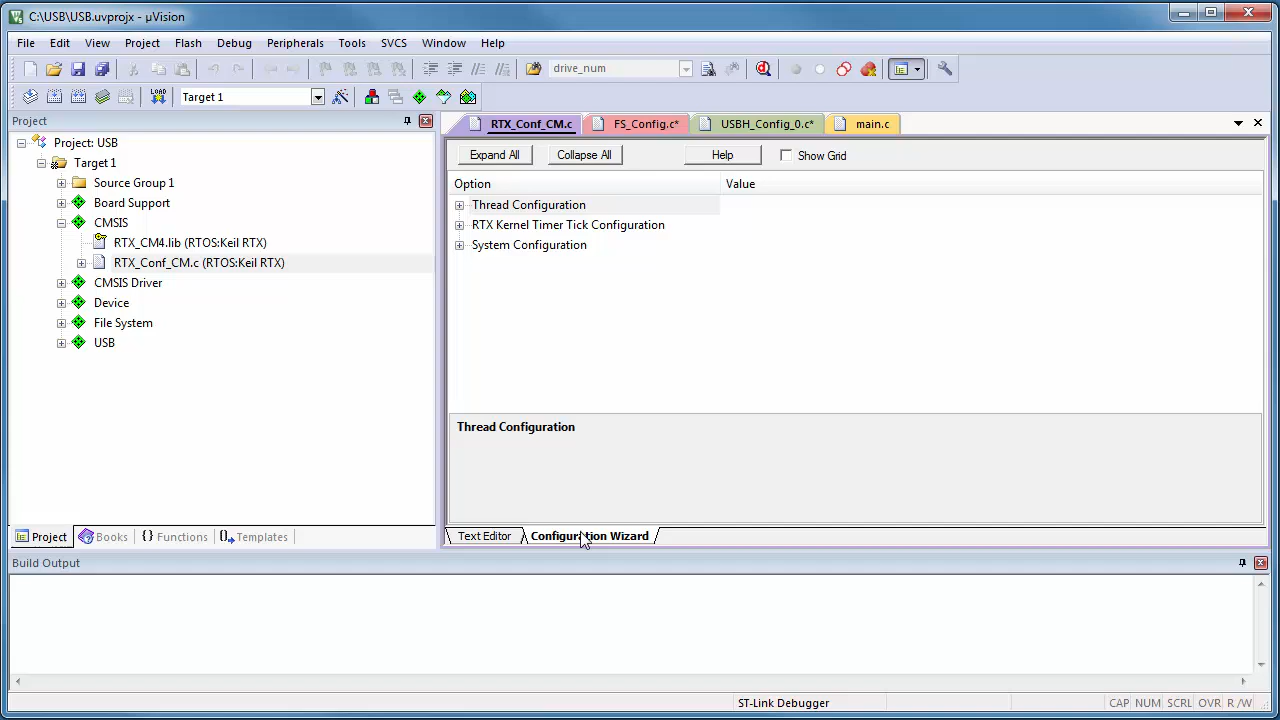 C:\USB\USB.uvprojx - µVision
File Edit View Project Flash Debug Peripherals Tools SVCS Window Help
drive_num
LOAD Target 1
Project
Project: USB
Target 1
Source Group 1
Board Support
CMSIS
RTX_CM4.lib (RTOS:Keil RTX)
RTX_Conf_CM.c (RTOS:Keil RTX)
CMSIS Driver
Device
File System
USB
Project Books {} Functions 0 Templates
RTX_Conf_CM.c FS_Config.c* USBH_Config_0.c* main.c
Expand All Collapse All Help Show Grid
Option Value
Thread Configuration
RTX Kernel Timer Tick Configuration
System Configuration
Thread Configuration
Text Editor Configuration Wizard
Build Output
ST-Link Debugger CAP NUM SCRL OVR R /W